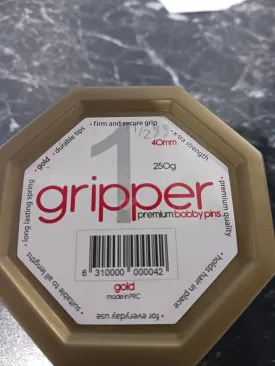 • firm and secure grip
• x-tra strength
• premium quality
• holds hair in place
• for everyday use
• suitable to all lengths
• long lasting spring
• gold
• durable tips
1
1/2"
40mm
250g
gripper
premium bobby pins
6 310000 000042
gold
made in PRC